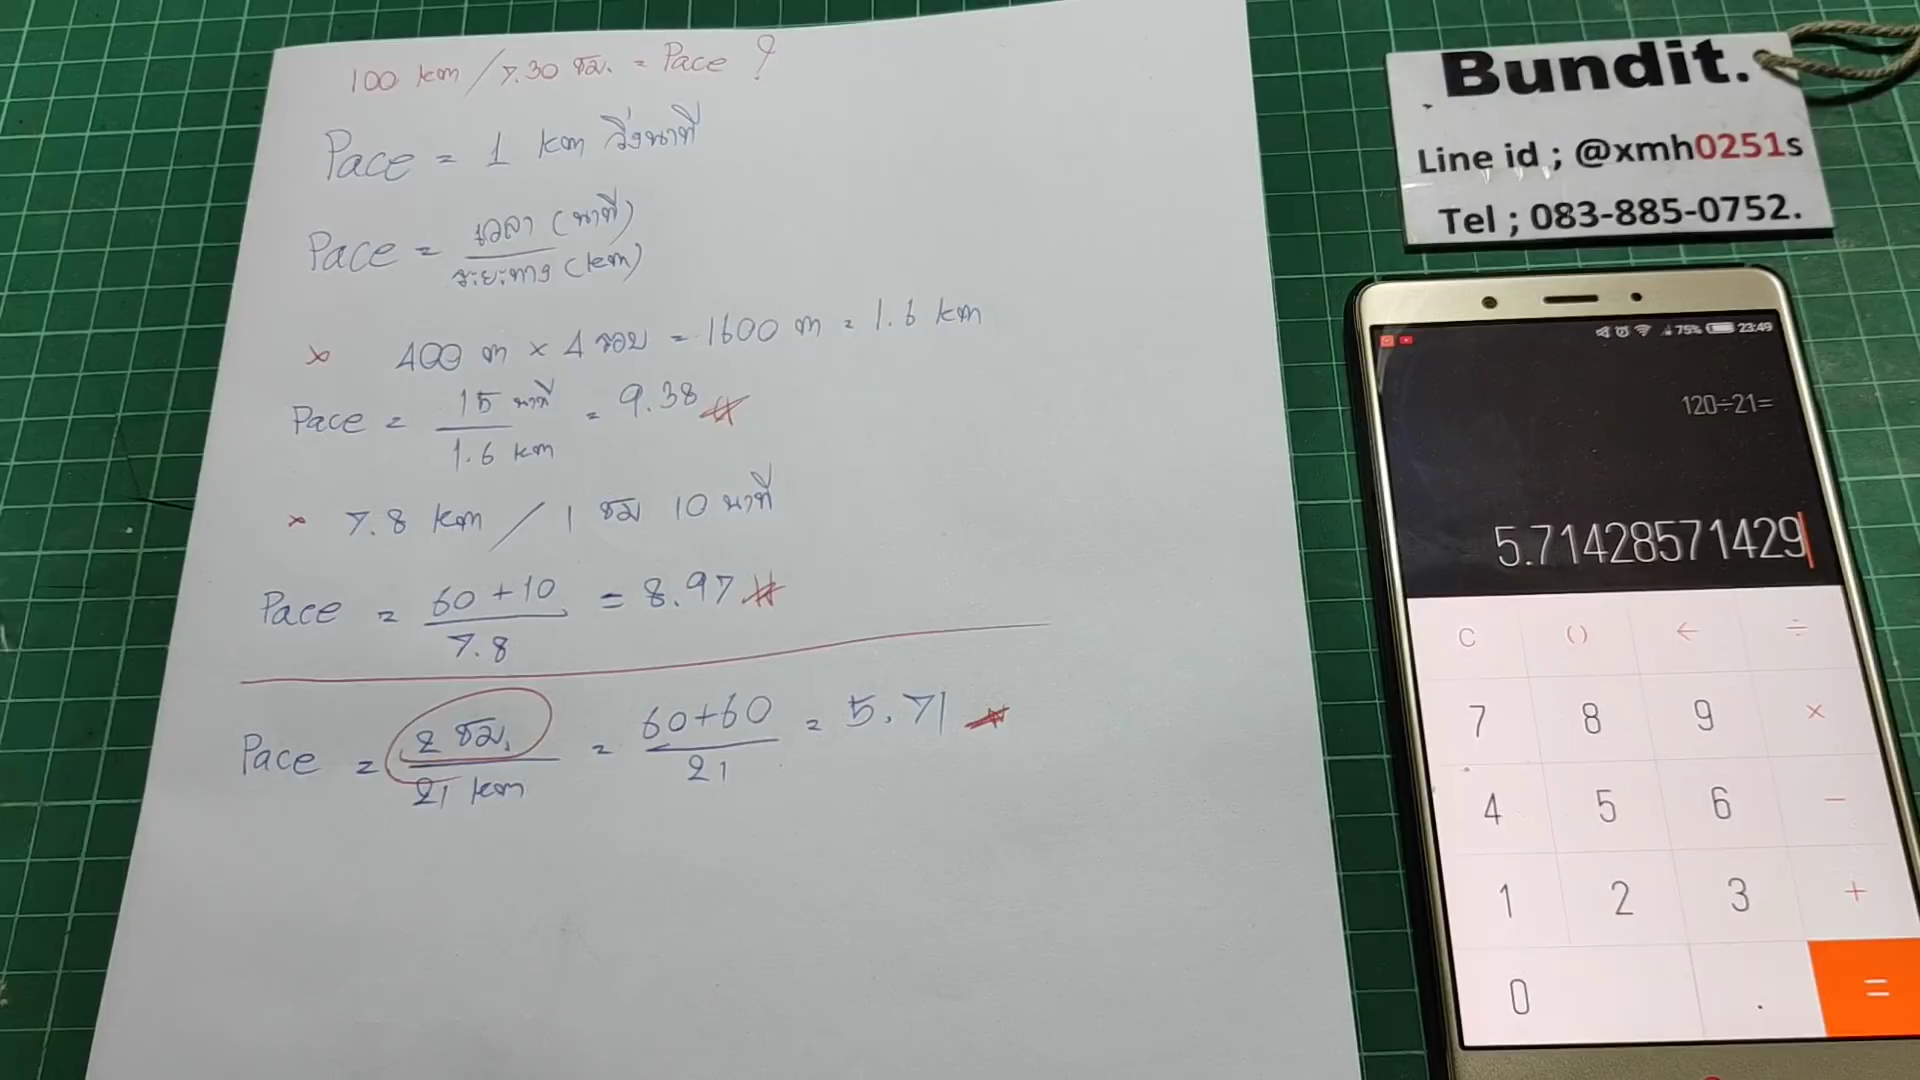 100 km / 7.30 ชม. = Pace ?
Pace = 1 km วิ่งนาที
Pace = เวลา (นาที)
ระยะทาง (km)
× 400 m × 4 รอบ = 1600 m = 1.6 km
Pace = 15 นาที = 9.38 #
1.6 km
× 7.8 km / 1 ชม 10 นาที
Pace = 60 + 10 = 8.97 #
7.8
Pace = 2 ชม. = 60+60 = 5.71 #
21 km 21
Bundit.
Line id ; @xmh0251s
Tel ; 083-885-0752.
75% 23:49
120÷21=
5.71428571429
C () ← ÷
7 8 9 ×
4 5 6 −
1 2 3 +
0 . =